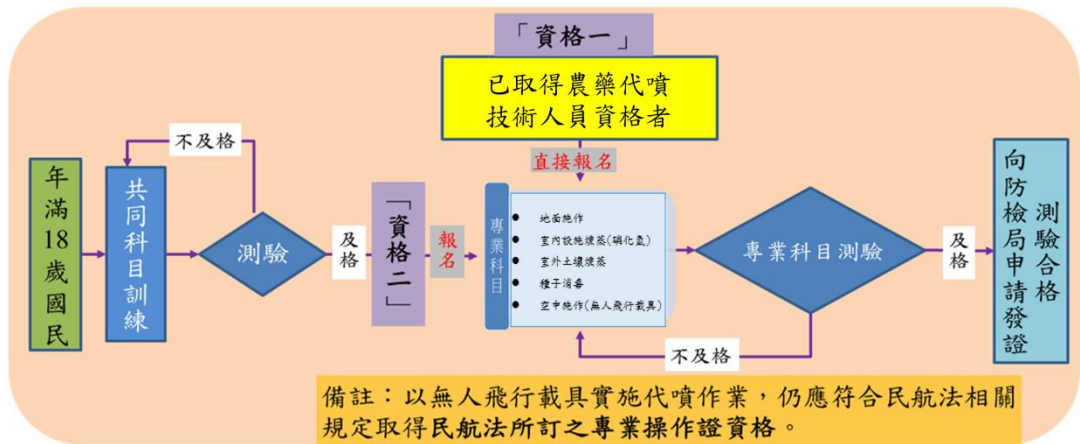 「資格一」
已取得農藥代噴
技術人員資格者
直接報名
年滿18歲國民
共同科目訓練
不及格
測驗
及格
「資格二」
報名
專業科目
地面施作
室內設施燻蒸(磷化氫)
室外土壤燻蒸
種子消毒
空中施作(無人飛行載具)
專業科目測驗
不及格
及格
測驗合格
向防檢局申請發證
備註：以無人飛行載具實施代噴作業，仍應符合民航法相關
規定取得民航法所訂之專業操作證資格。